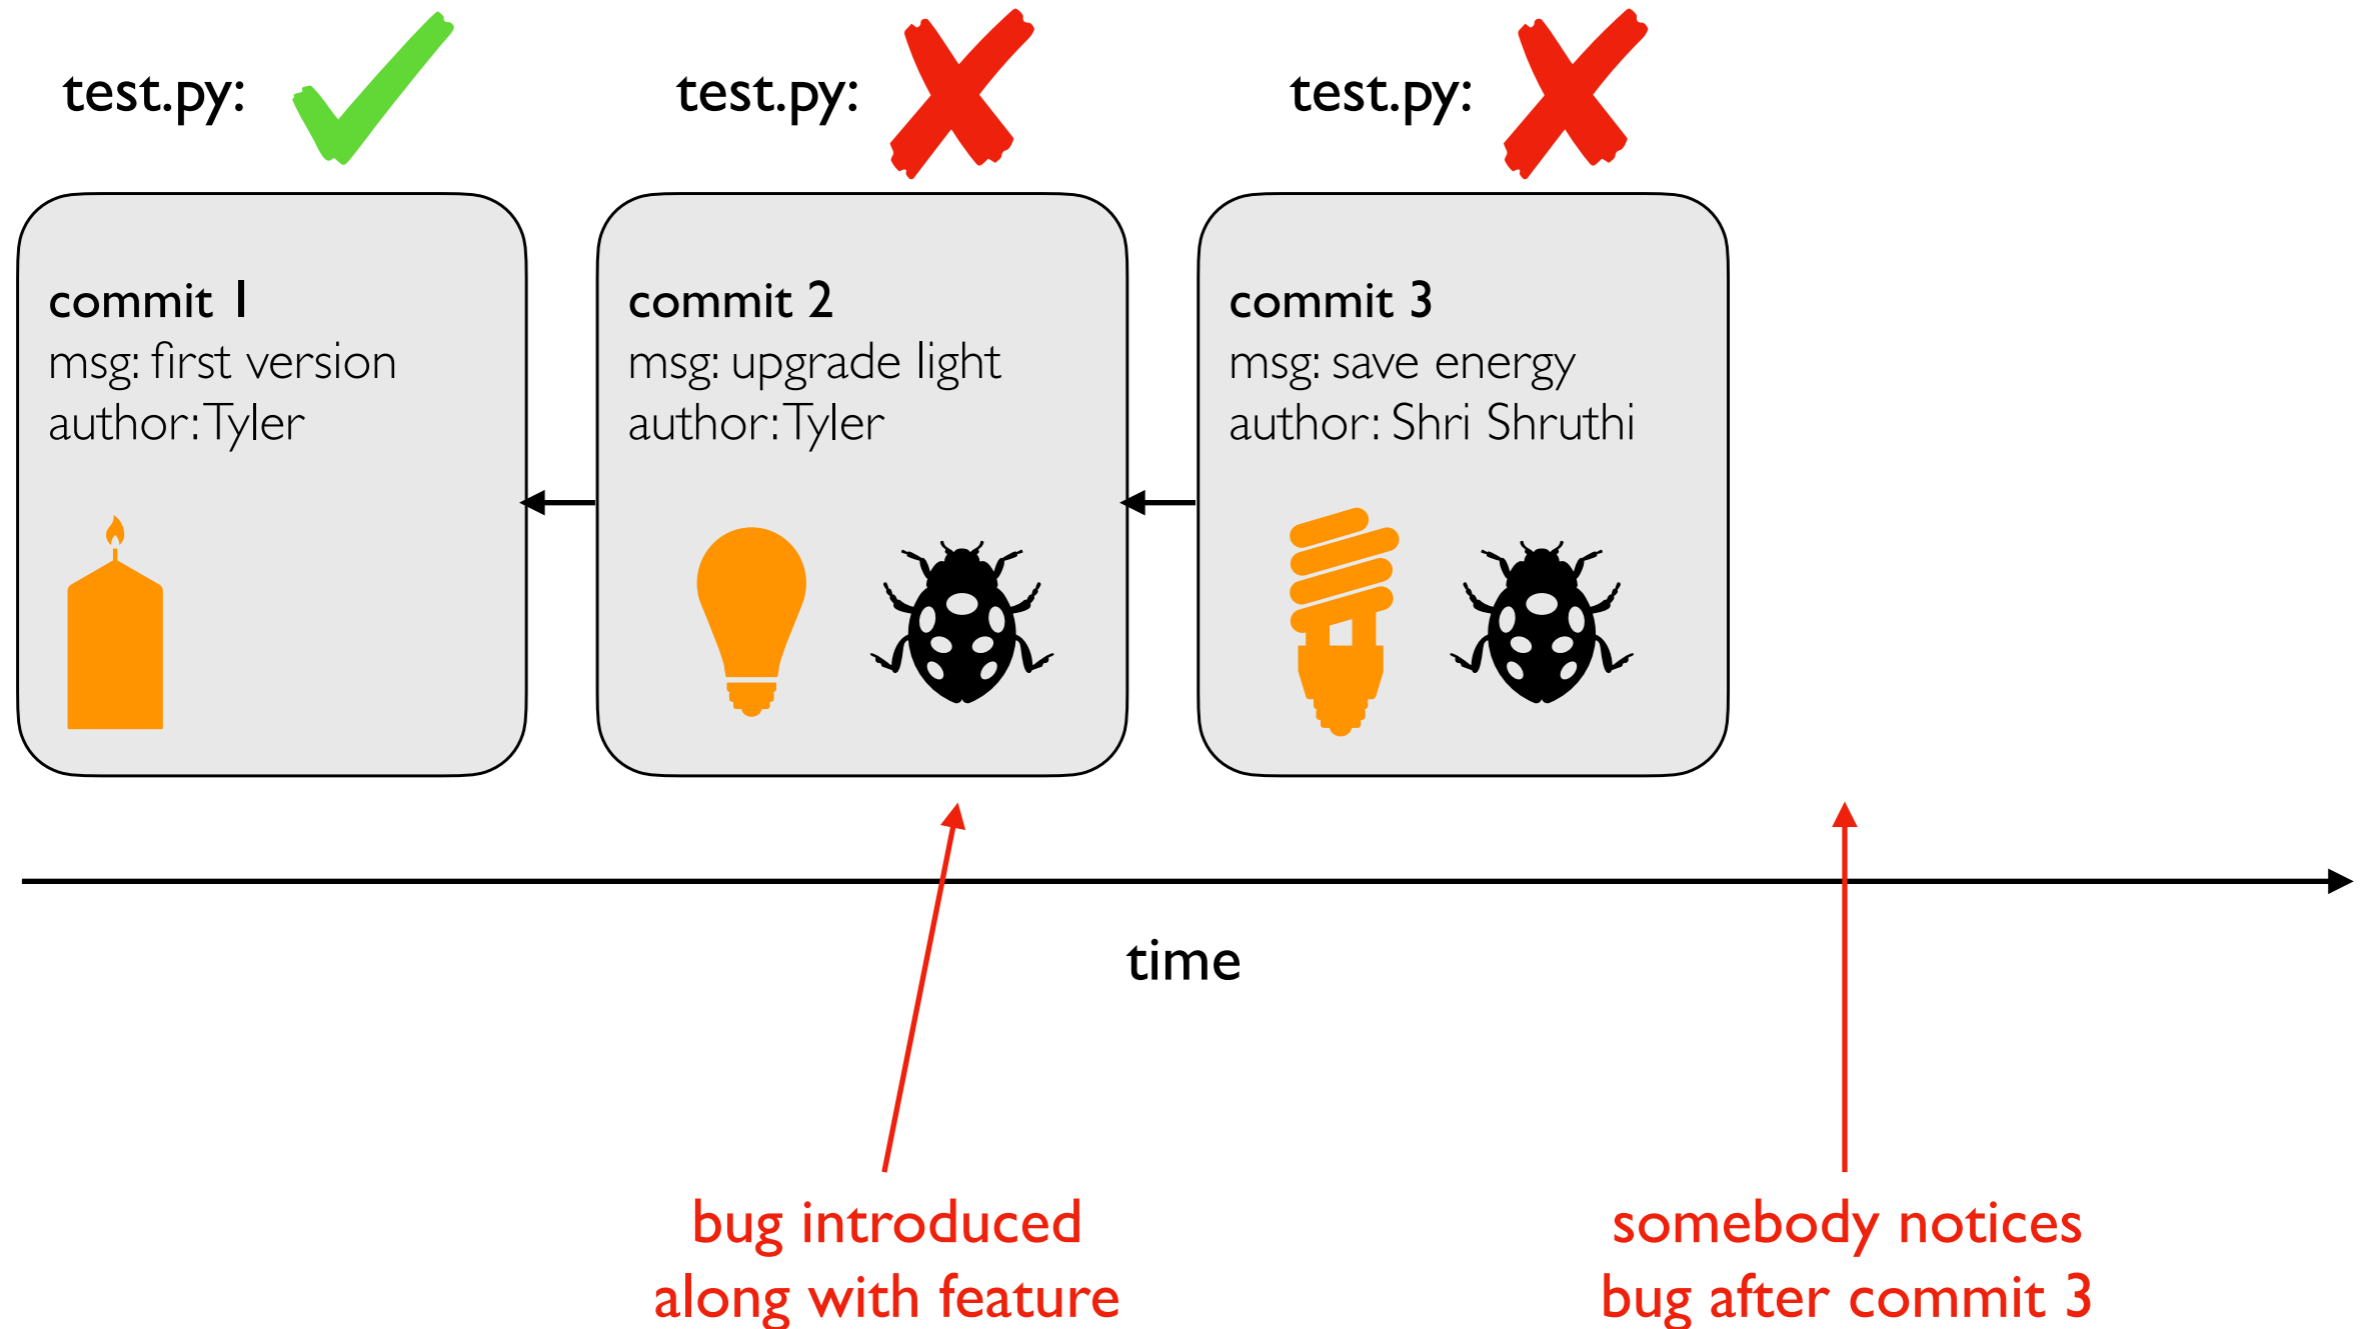 test.py:
test.py:
test.py:
commit 1
msg: first version
author: Tyler
commit 2
msg: upgrade light
author: Tyler
commit 3
msg: save energy
author: Shri Shruthi
time
bug introduced
along with feature
somebody notices
bug after commit 3